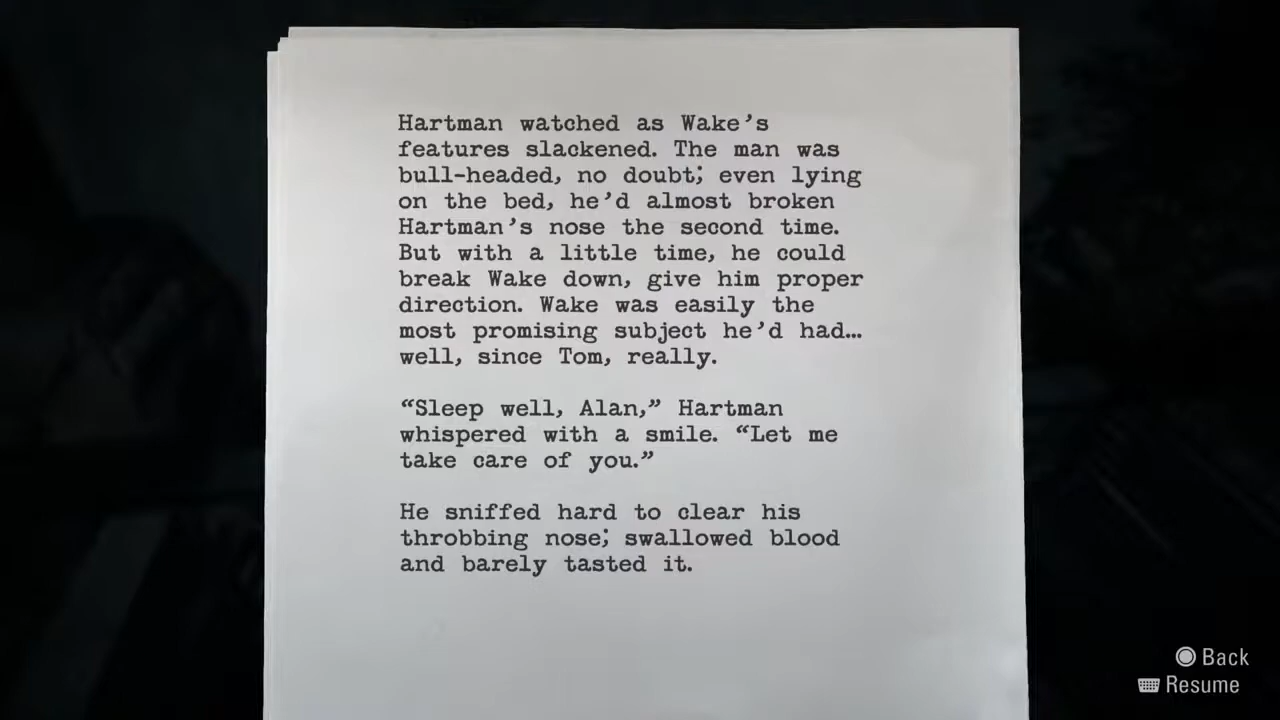 Hartman watched as Wake’s
features slackened. The man was
bull-headed, no doubt; even lying
on the bed, he’d almost broken
Hartman’s nose the second time.
But with a little time, he could
break Wake down, give him proper
direction. Wake was easily the
most promising subject he’d had…
well, since Tom, really.
“Sleep well, Alan,” Hartman
whispered with a smile. “Let me
take care of you.”
He sniffed hard to clear his
throbbing nose; swallowed blood
and barely tasted it.
Back
Resume